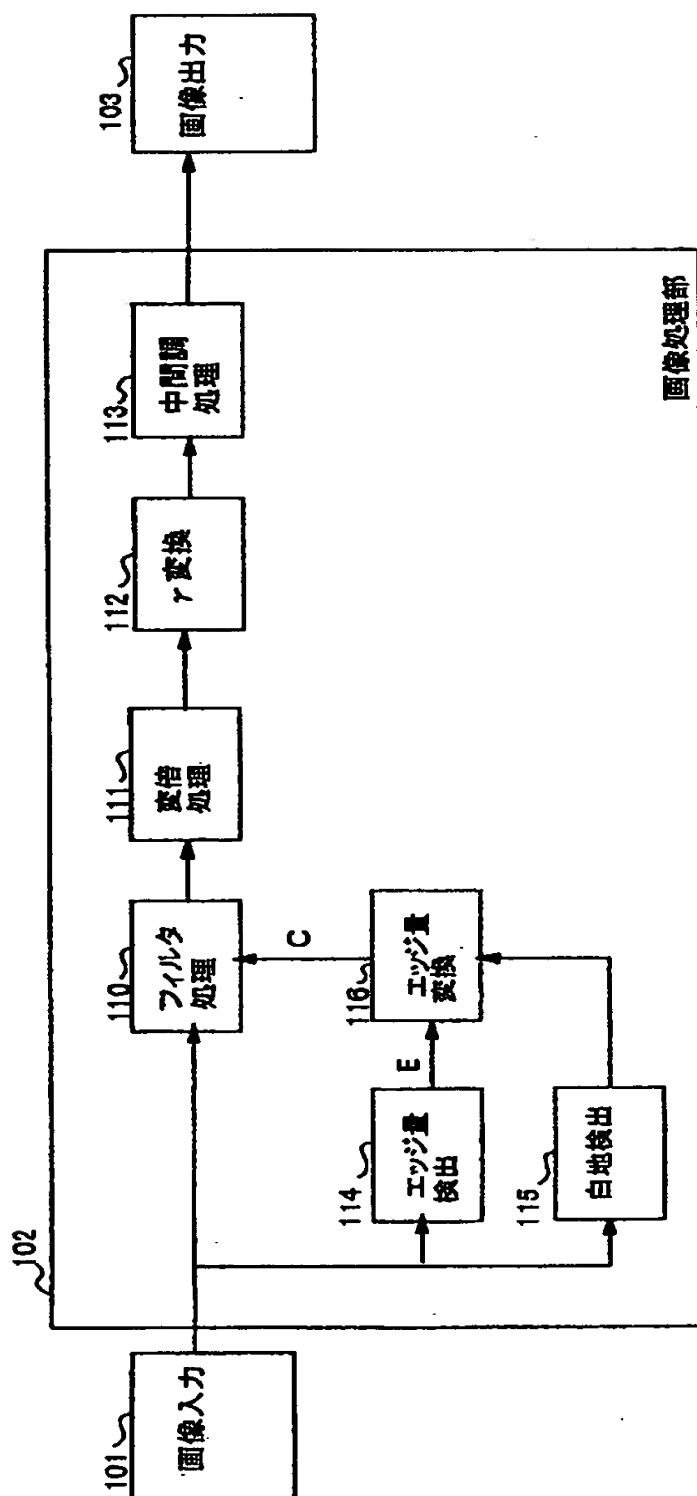 101
画像入力
102
110
フィルタ
処理
111
変倍
処理
112
γ変換
113
中間調
処理
103
画像出力
C
114
エッジ量
検出
E
116
エッジ量
変換
115
白地検出
画像処理部